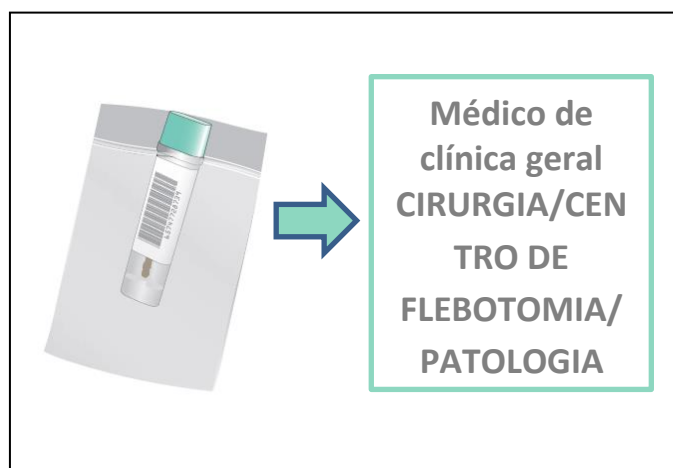 Médico de
clínica geral
CIRURGIA/CEN
TRO DE
FLEBOTOMIA/
PATOLOGIA